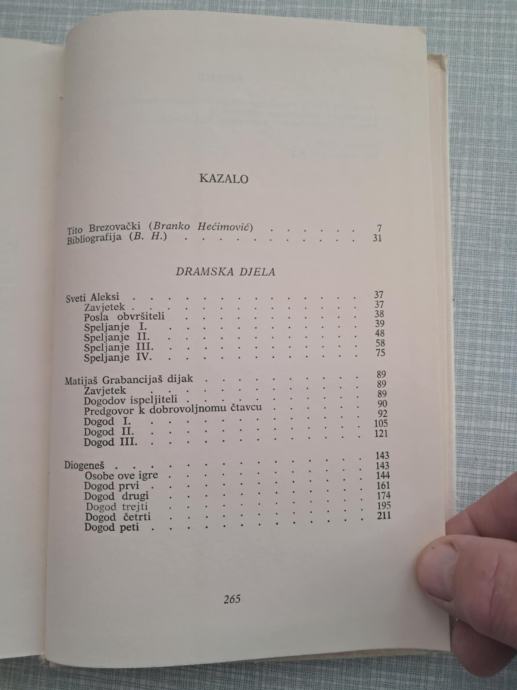 KAZALO
Tito Brezovački (Branko Hećimović) . . . . . . 7
Bibliografija (B. H.) . . . . . . . . . . . 31
DRAMSKA DJELA
Sveti Aleksi . . . . . . . . . . . . . 37
Zavjetek . . . . . . . . . . . . . 37
Posla obvršiteli . . . . . . . . . . . 38
Speljanje I. . . . . . . . . . . . 39
Speljanje II. . . . . . . . . . . . 48
Speljanje III. . . . . . . . . . . . 58
Speljanje IV. . . . . . . . . . . . 75
Matijaš Grabancijaš dijak . . . . . . . . . 89
Zavjetek . . . . . . . . . . . . 89
Dogodov ispeljiteli . . . . . . . . . . 89
Predgovor k dobrovoljnomu čtavcu . . . . . 90
Dogod I. . . . . . . . . . . . . 92
Dogod II. . . . . . . . . . . . . 105
Dogod III. . . . . . . . . . . . . 121
Diogeneš . . . . . . . . . . . . . 143
Osobe ove igre . . . . . . . . . . . 143
Dogod prvi . . . . . . . . . . . . 144
Dogod drugi . . . . . . . . . . . 161
Dogod trejti . . . . . . . . . . . 174
Dogod četrti . . . . . . . . . . . 195
Dogod peti . . . . . . . . . . . . 211
265